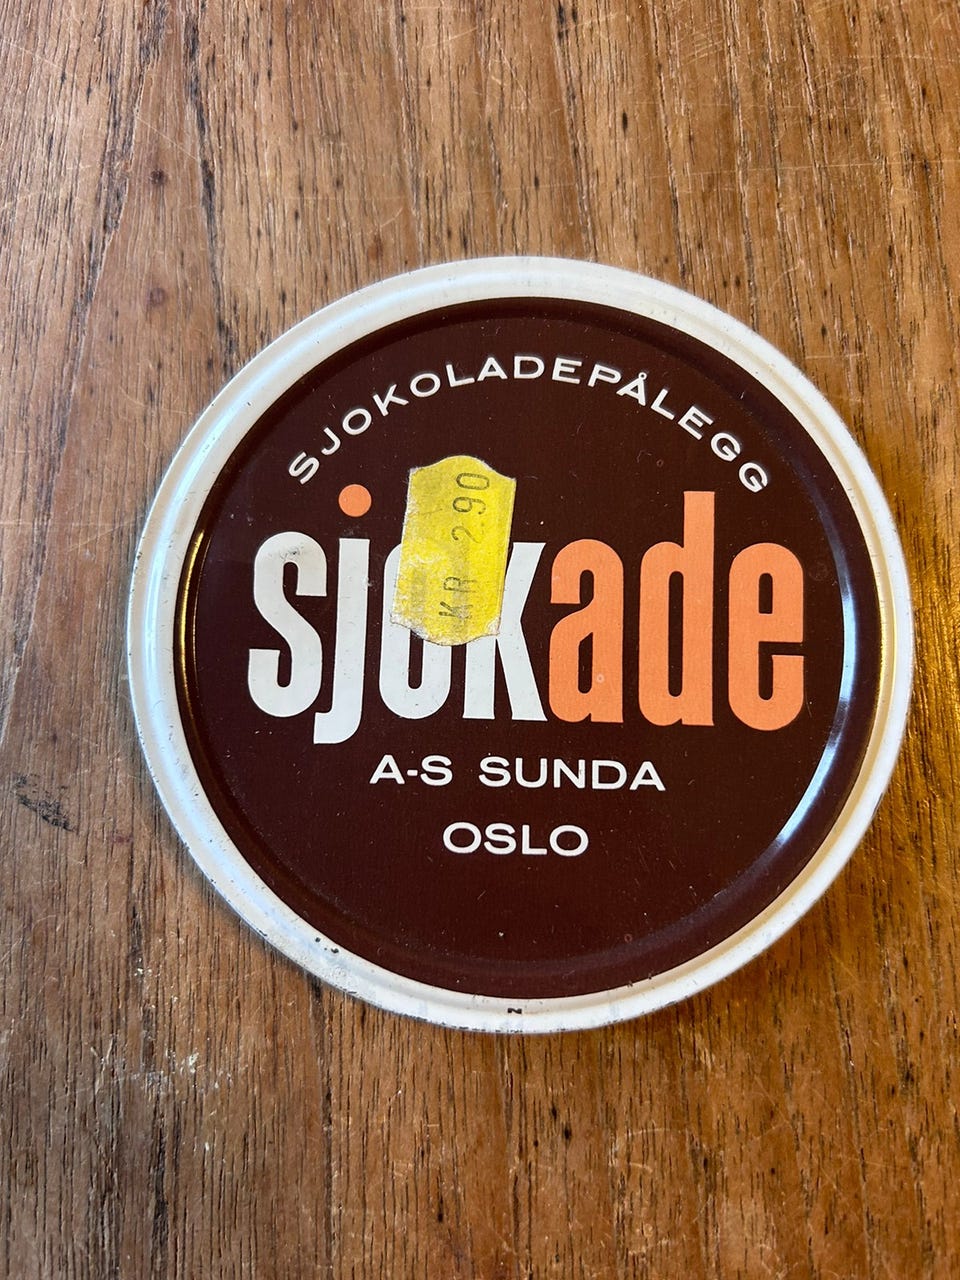 SJOKOLADEPÅLEGG
sjokade
KR 2.90
A-S SUNDA
OSLO